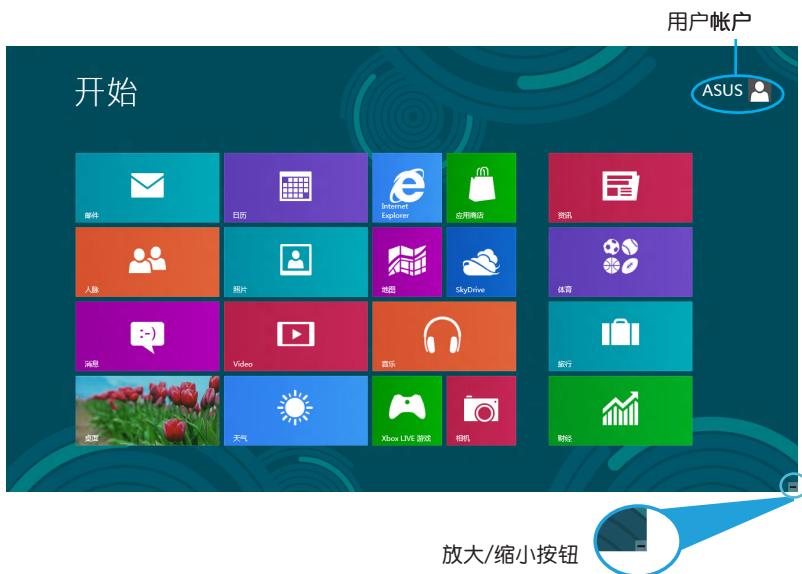 用户帐户
开始
ASUS
邮件
日历
Internet
Explorer
应用商店
资讯
人脉
照片
地图
SkyDrive
体育
消息
Video
音乐
旅行
桌面
天气
Xbox LIVE 游戏
相机
财经
放大/缩小按钮